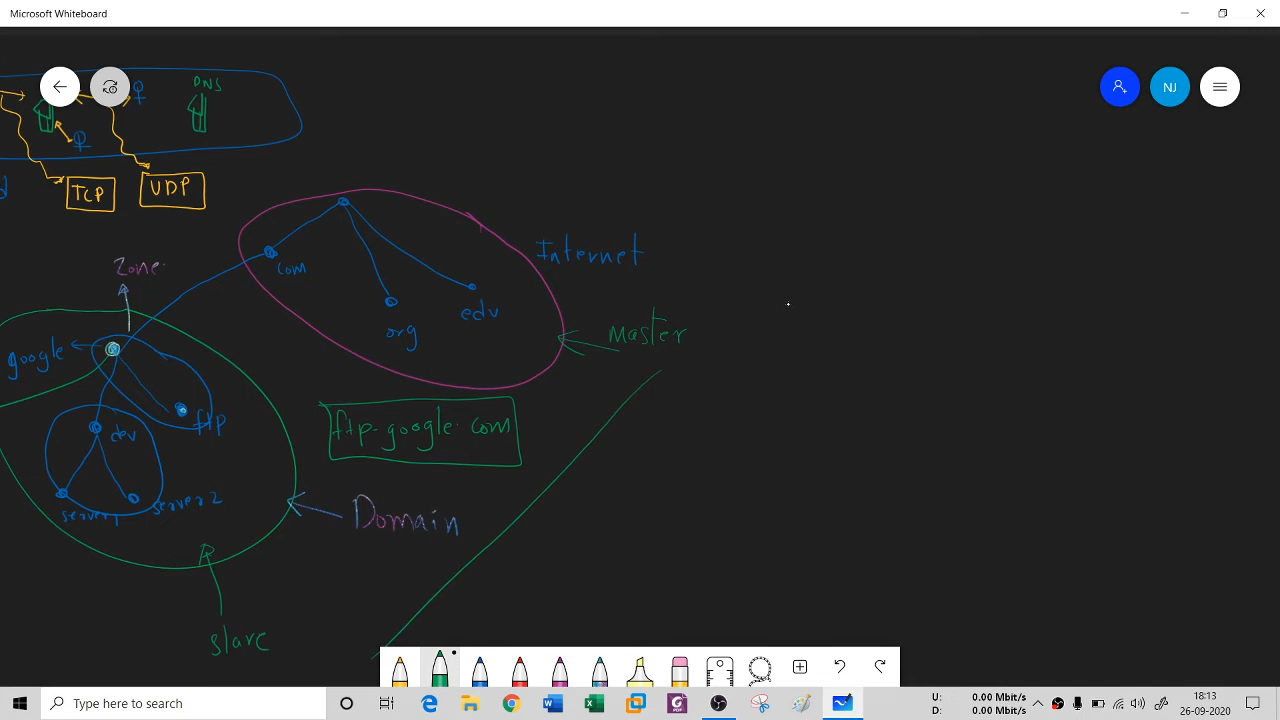 Microsoft Whiteboard
DNS
NJ
TCP
UDP
Internet
Zone
com
org
edu
Master
google
ftp
dev
ftp.google.com
server1
server2
Domain
slave
Type here to search
U: 0.00 Mbit/s
D: 0.00 Mbit/s
18:13
26-09-2020